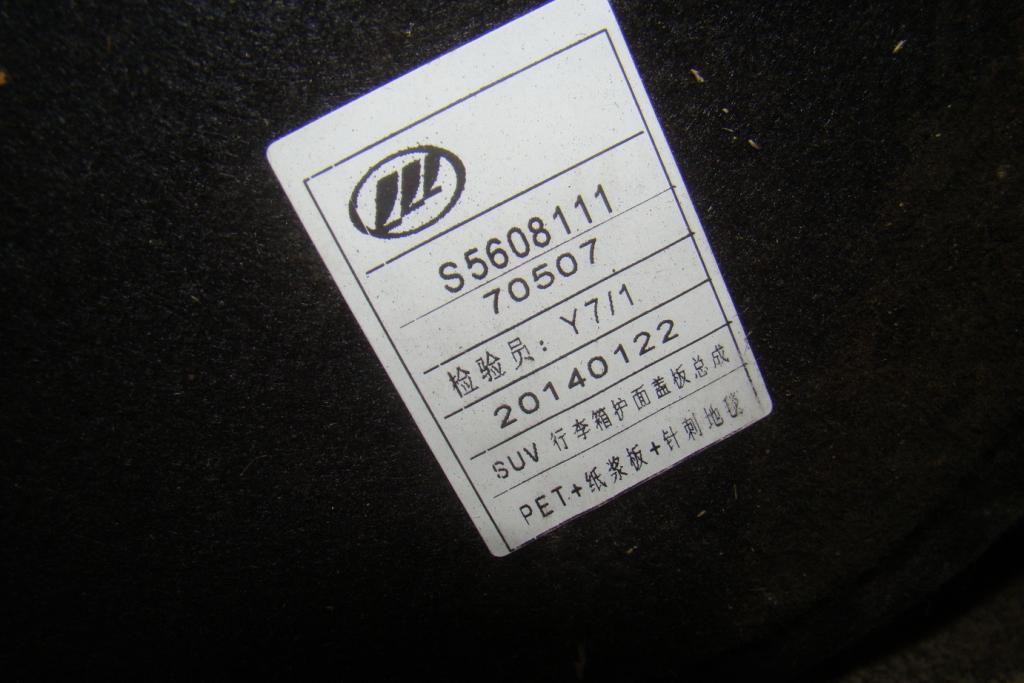 S5608111
70507
检验员: Y7/1
20140122
SUV 行李箱护面盖板总成
PET+纸浆板+针刺地毯